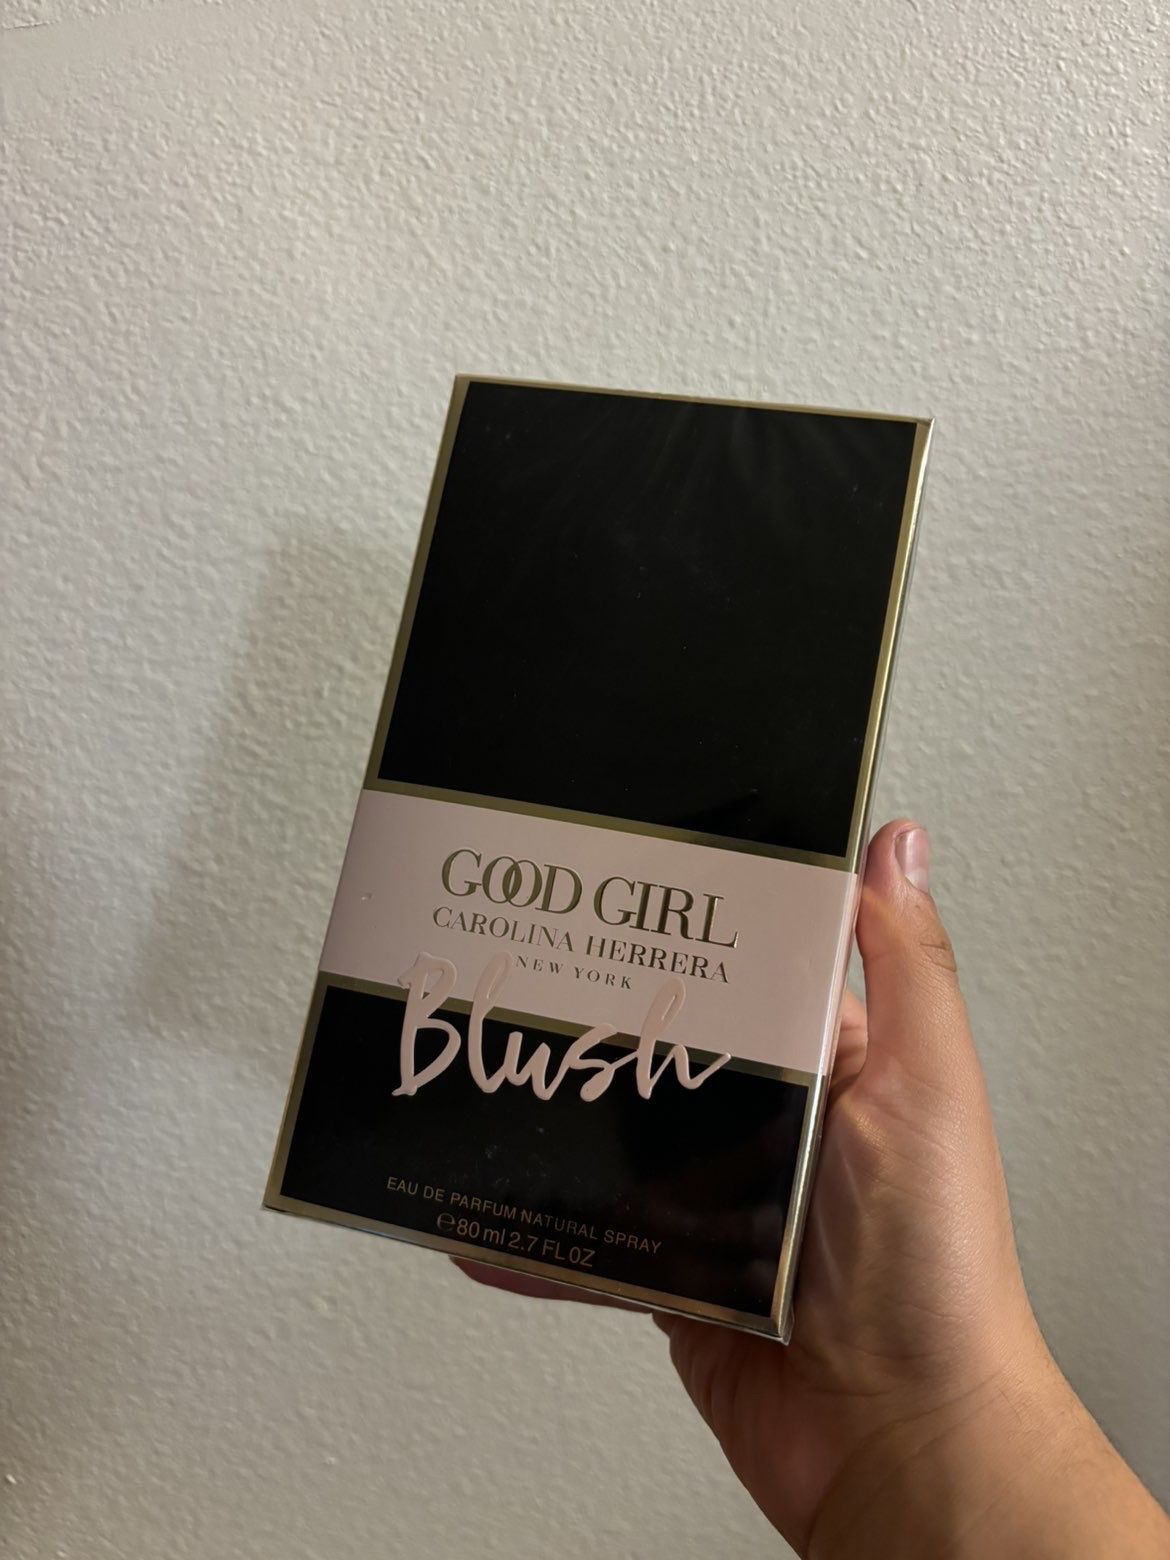 GOOD GIRL
CAROLINA HERRERA
NEW YORK
Blush
EAU DE PARFUM NATURAL SPRAY
℮80 ml 2.7 FL OZ